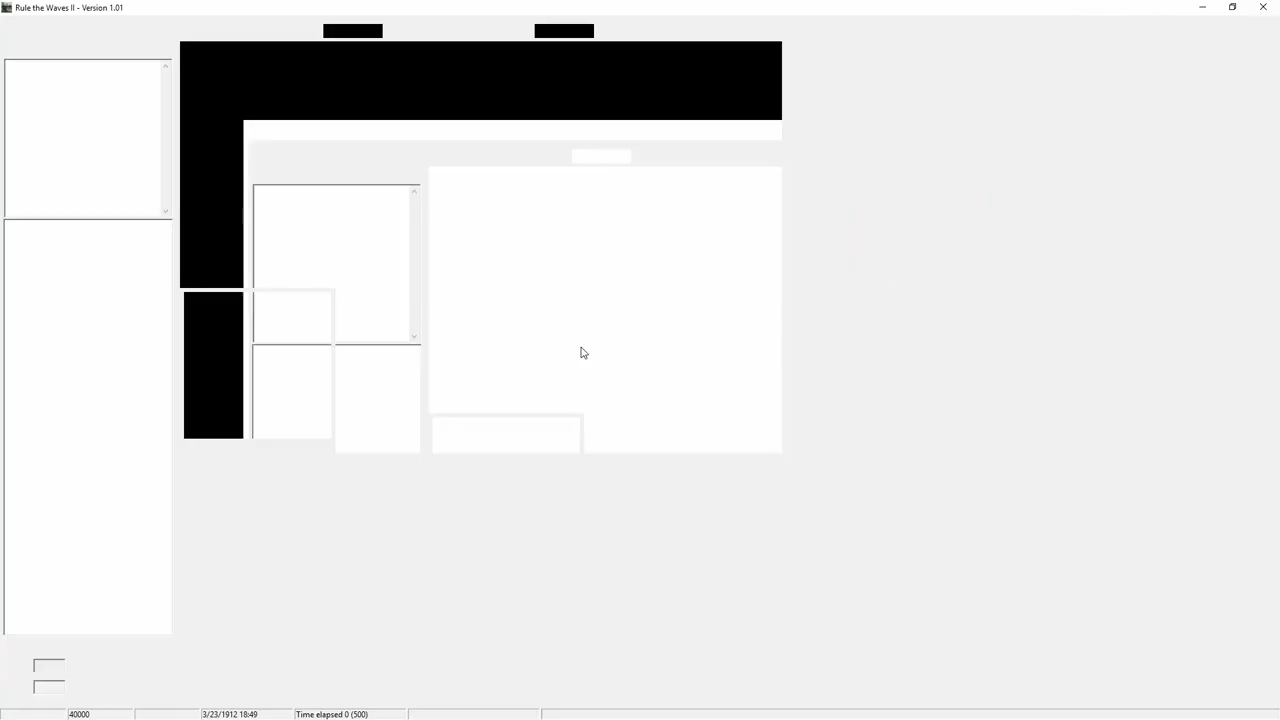 Rule the Waves II - Version 1.01
40000
3/23/1912 18:49
Time elapsed 0 (500)